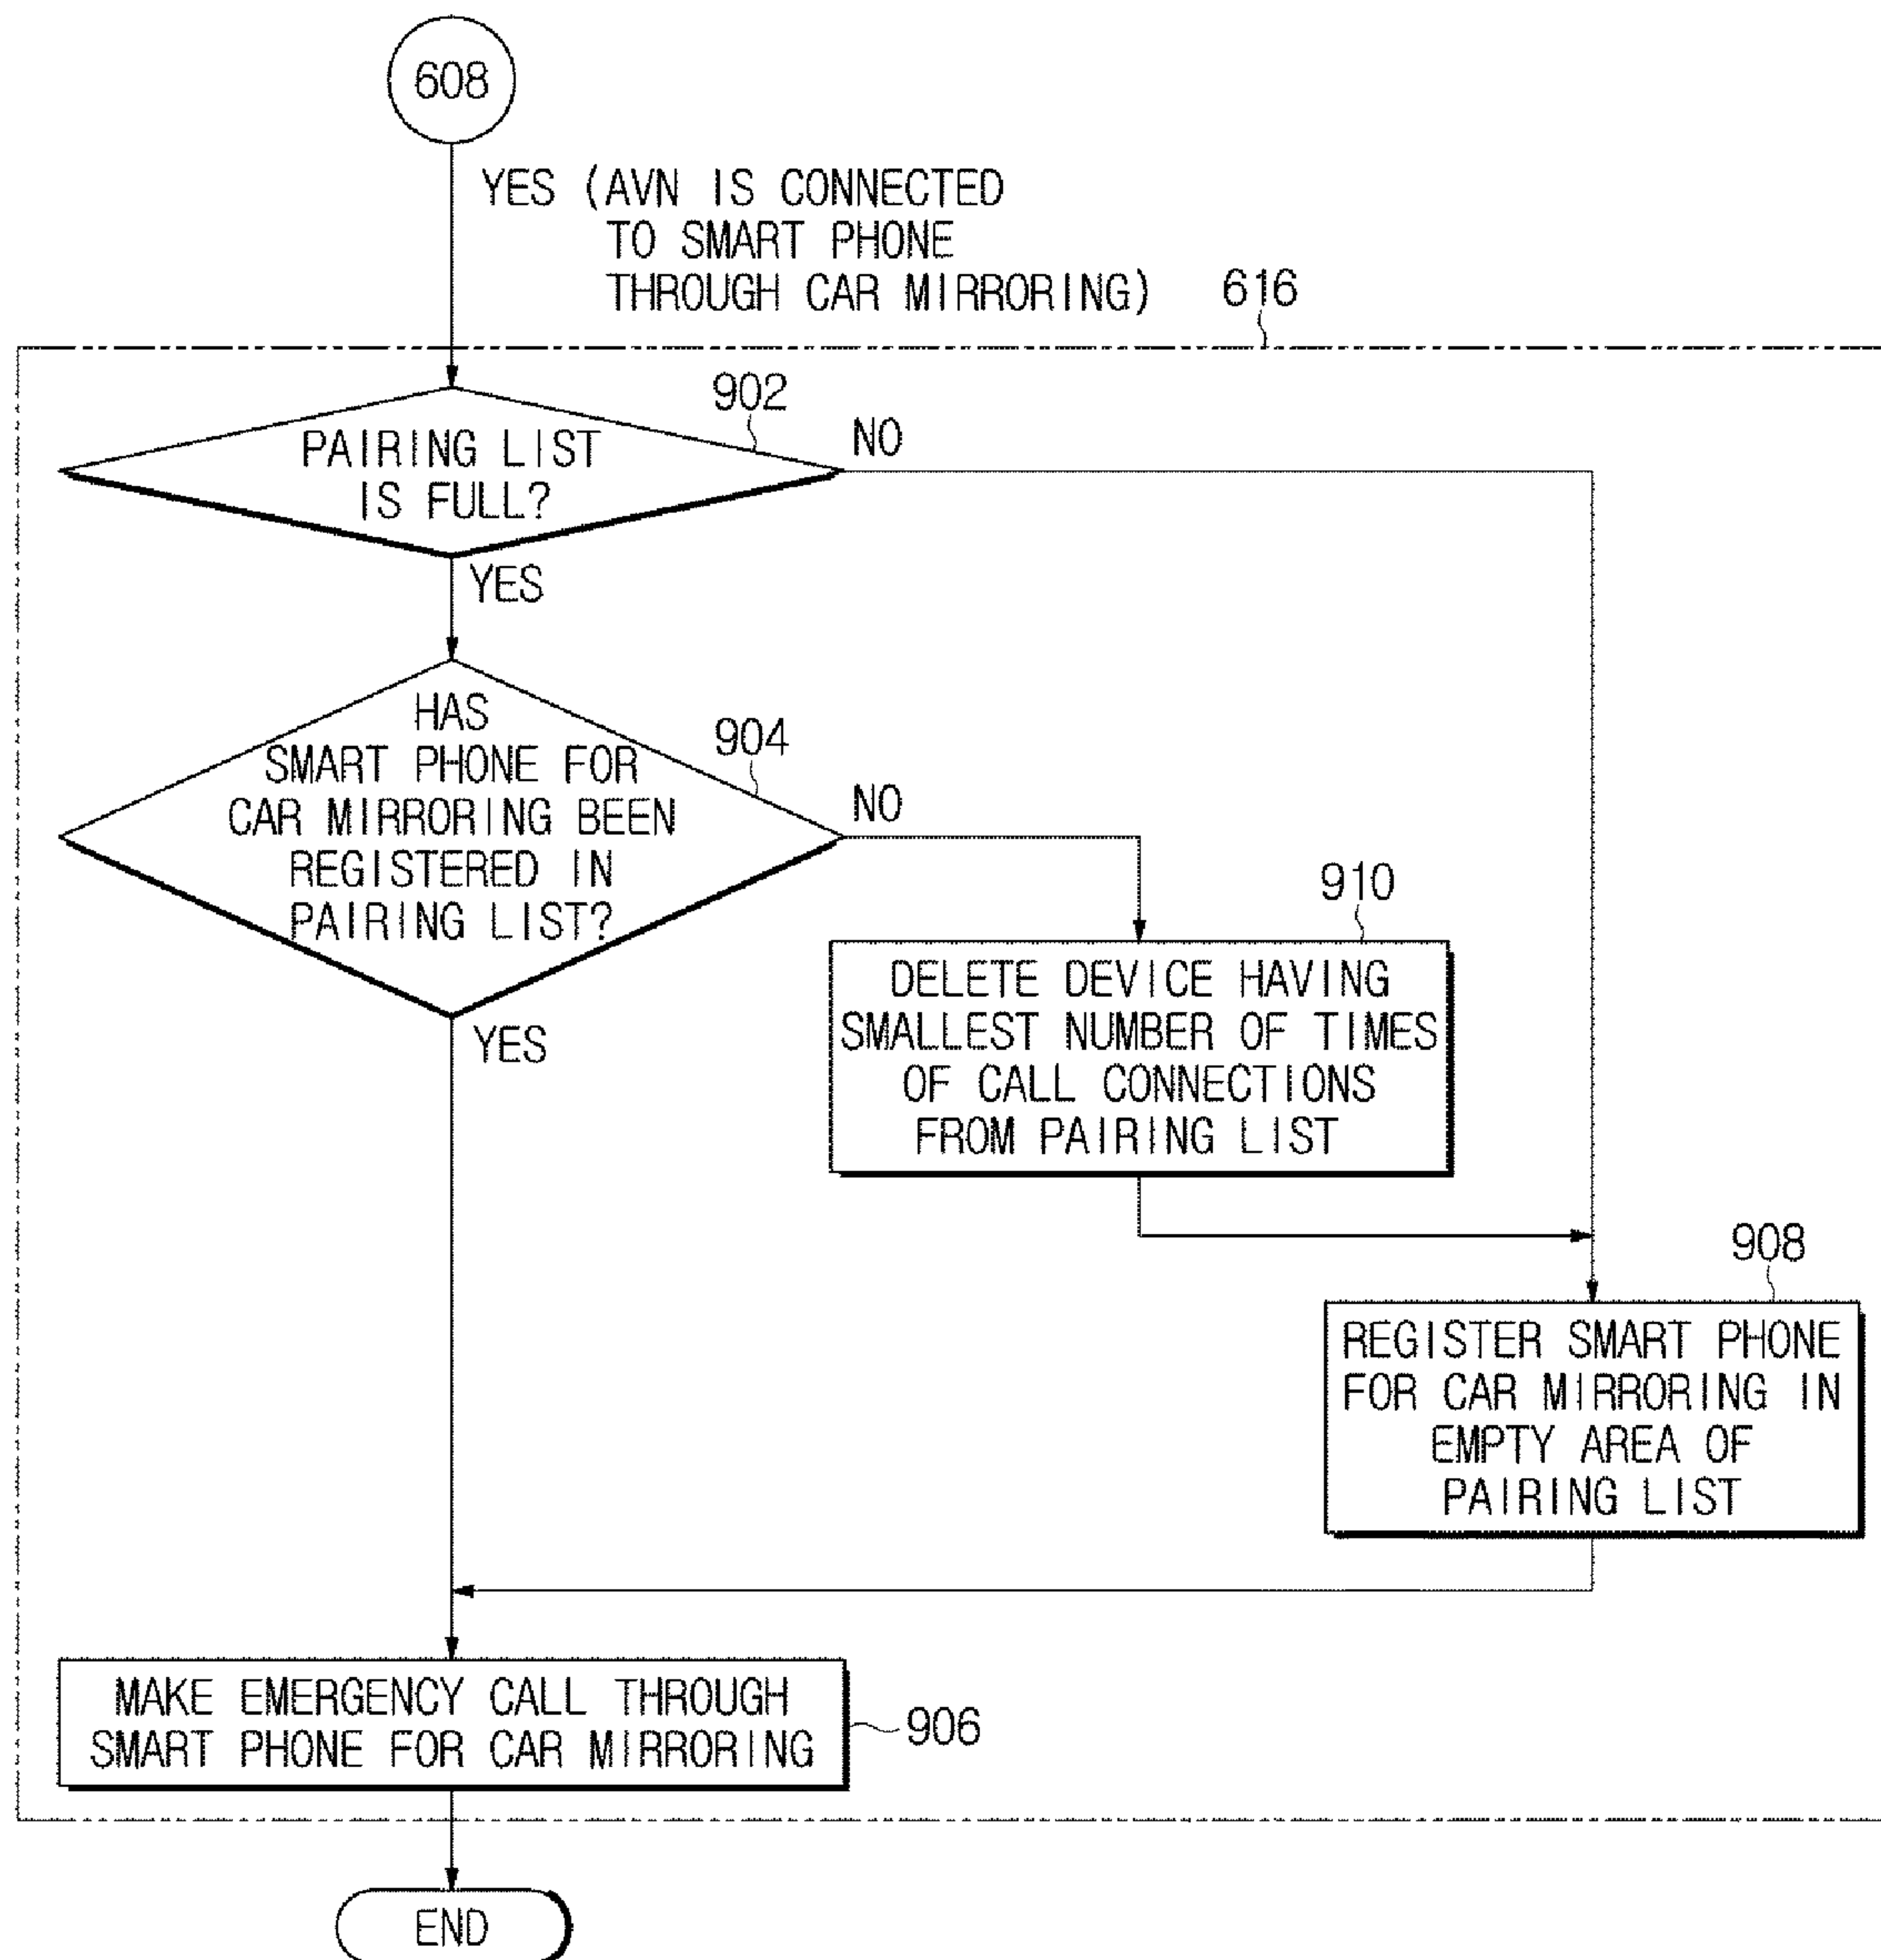 608
YES (AVN IS CONNECTED
TO SMART PHONE
THROUGH CAR MIRRORING)
616
902
PAIRING LIST
IS FULL?
NO
YES
904
HAS
SMART PHONE FOR
CAR MIRRORING BEEN
REGISTERED IN
PAIRING LIST?
NO
YES
910
DELETE DEVICE HAVING
SMALLEST NUMBER OF TIMES
OF CALL CONNECTIONS
FROM PAIRING LIST
908
REGISTER SMART PHONE
FOR CAR MIRRORING IN
EMPTY AREA OF
PAIRING LIST
MAKE EMERGENCY CALL THROUGH
SMART PHONE FOR CAR MIRRORING
906
END